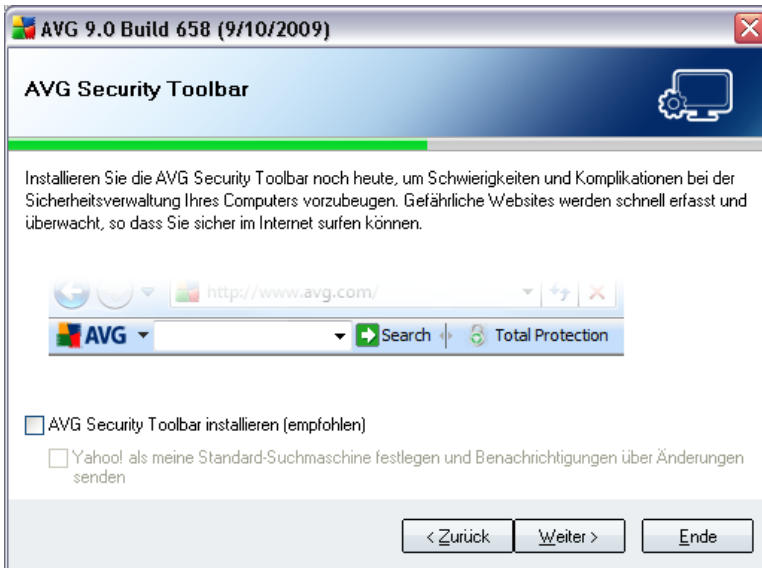 AVG 9.0 Build 658 (9/10/2009)
AVG Security Toolbar
Installieren Sie die AVG Security Toolbar noch heute, um Schwierigkeiten und Komplikationen bei der
Sicherheitsverwaltung Ihres Computers vorzubeugen. Gefährliche Websites werden schnell erfasst und
überwacht, so dass Sie sicher im Internet surfen können.
http://www.avg.com/
AVG Search Total Protection
AVG Security Toolbar installieren (empfohlen)
Yahoo! als meine Standard-Suchmaschine festlegen und Benachrichtigungen über Änderungen
senden
< Zurück Weiter > Ende